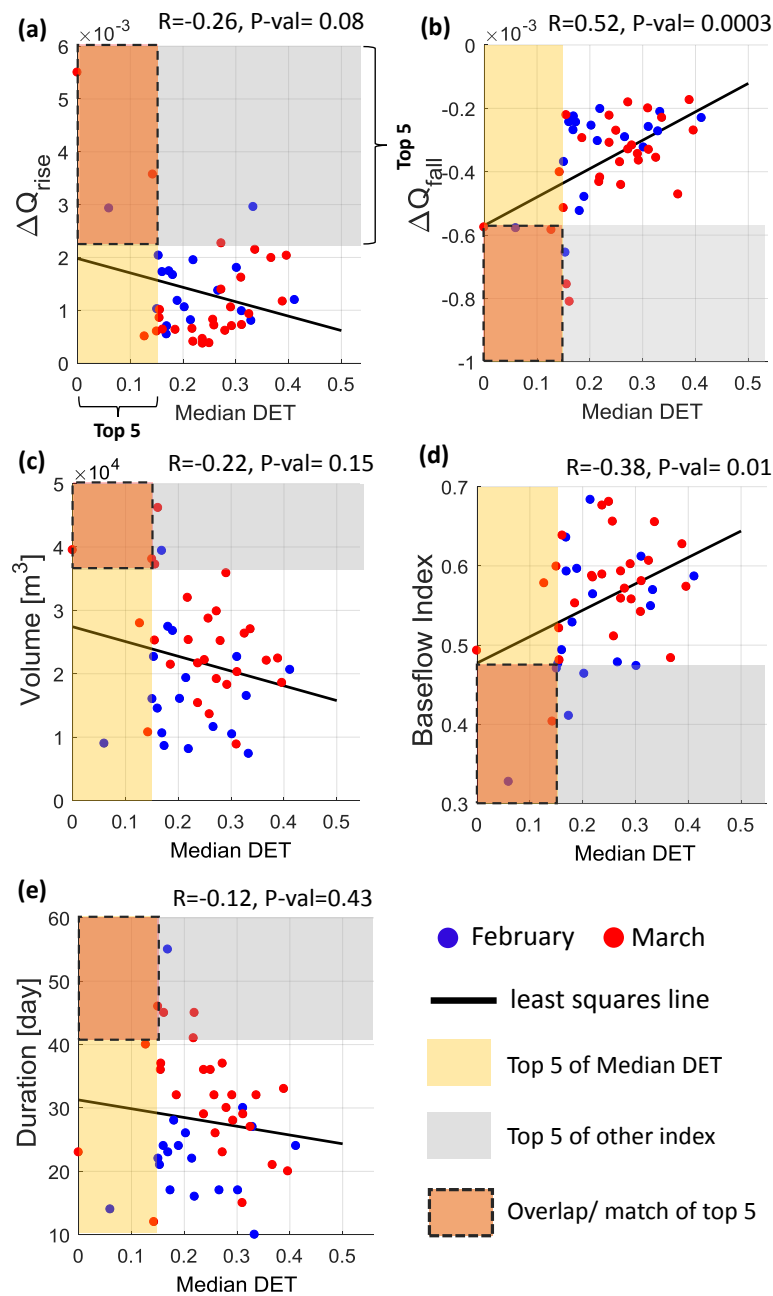 (a)
R=-0.26, P-val= 0.08
×10⁻³
6
5
4
3
2
1
0
ΔQrise
0 0.1 0.2 0.3 0.4 0.5
Median DET
Top 5
Top 5
(b)
×10⁻³
R=0.52, P-val= 0.0003
0
-0.2
-0.4
-0.6
-0.8
-1
ΔQfall
0 0.1 0.2 0.3 0.4 0.5
Median DET
(c)
R=-0.22, P-val= 0.15
×10⁴
5
4
3
2
1
0
Volume [m³]
0 0.1 0.2 0.3 0.4 0.5
Median DET
(d)
R=-0.38, P-val= 0.01
0.7
0.6
0.5
0.4
0.3
Baseflow Index
0 0.1 0.2 0.3 0.4 0.5
Median DET
(e)
R=-0.12, P-val=0.43
60
50
40
30
20
10
Duration [day]
0 0.1 0.2 0.3 0.4 0.5
Median DET
February March
least squares line
Top 5 of Median DET
Top 5 of other index
Overlap/ match of top 5